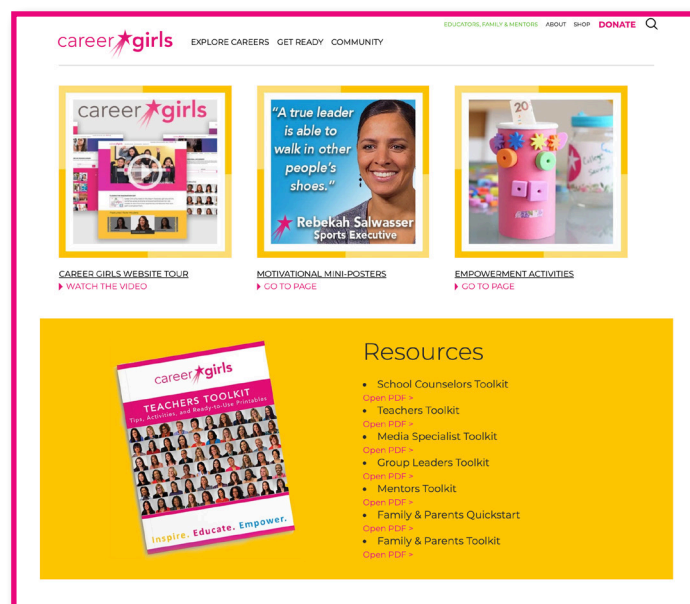 EDUCATORS, FAMILY & MENTORS ABOUT SHOP DONATE
career girls EXPLORE CAREERS GET READY COMMUNITY
career girls
"A true leader
is able to
walk in other
people's
shoes."
Rebekah Salwasser
Sports Executive
20
CAREER GIRLS WEBSITE TOUR
WATCH THE VIDEO
MOTIVATIONAL MINI-POSTERS
GO TO PAGE
EMPOWERMENT ACTIVITIES
GO TO PAGE
career girls
TEACHERS TOOLKIT
Tips, Activities, and Ready-to-Use Printables
Inspire. Educate. Empower.
Resources
• School Counselors Toolkit
Open PDF >
• Teachers Toolkit
Open PDF >
• Media Specialist Toolkit
Open PDF >
• Group Leaders Toolkit
Open PDF >
• Mentors Toolkit
Open PDF >
• Family & Parents Quickstart
Open PDF >
• Family & Parents Toolkit
Open PDF >